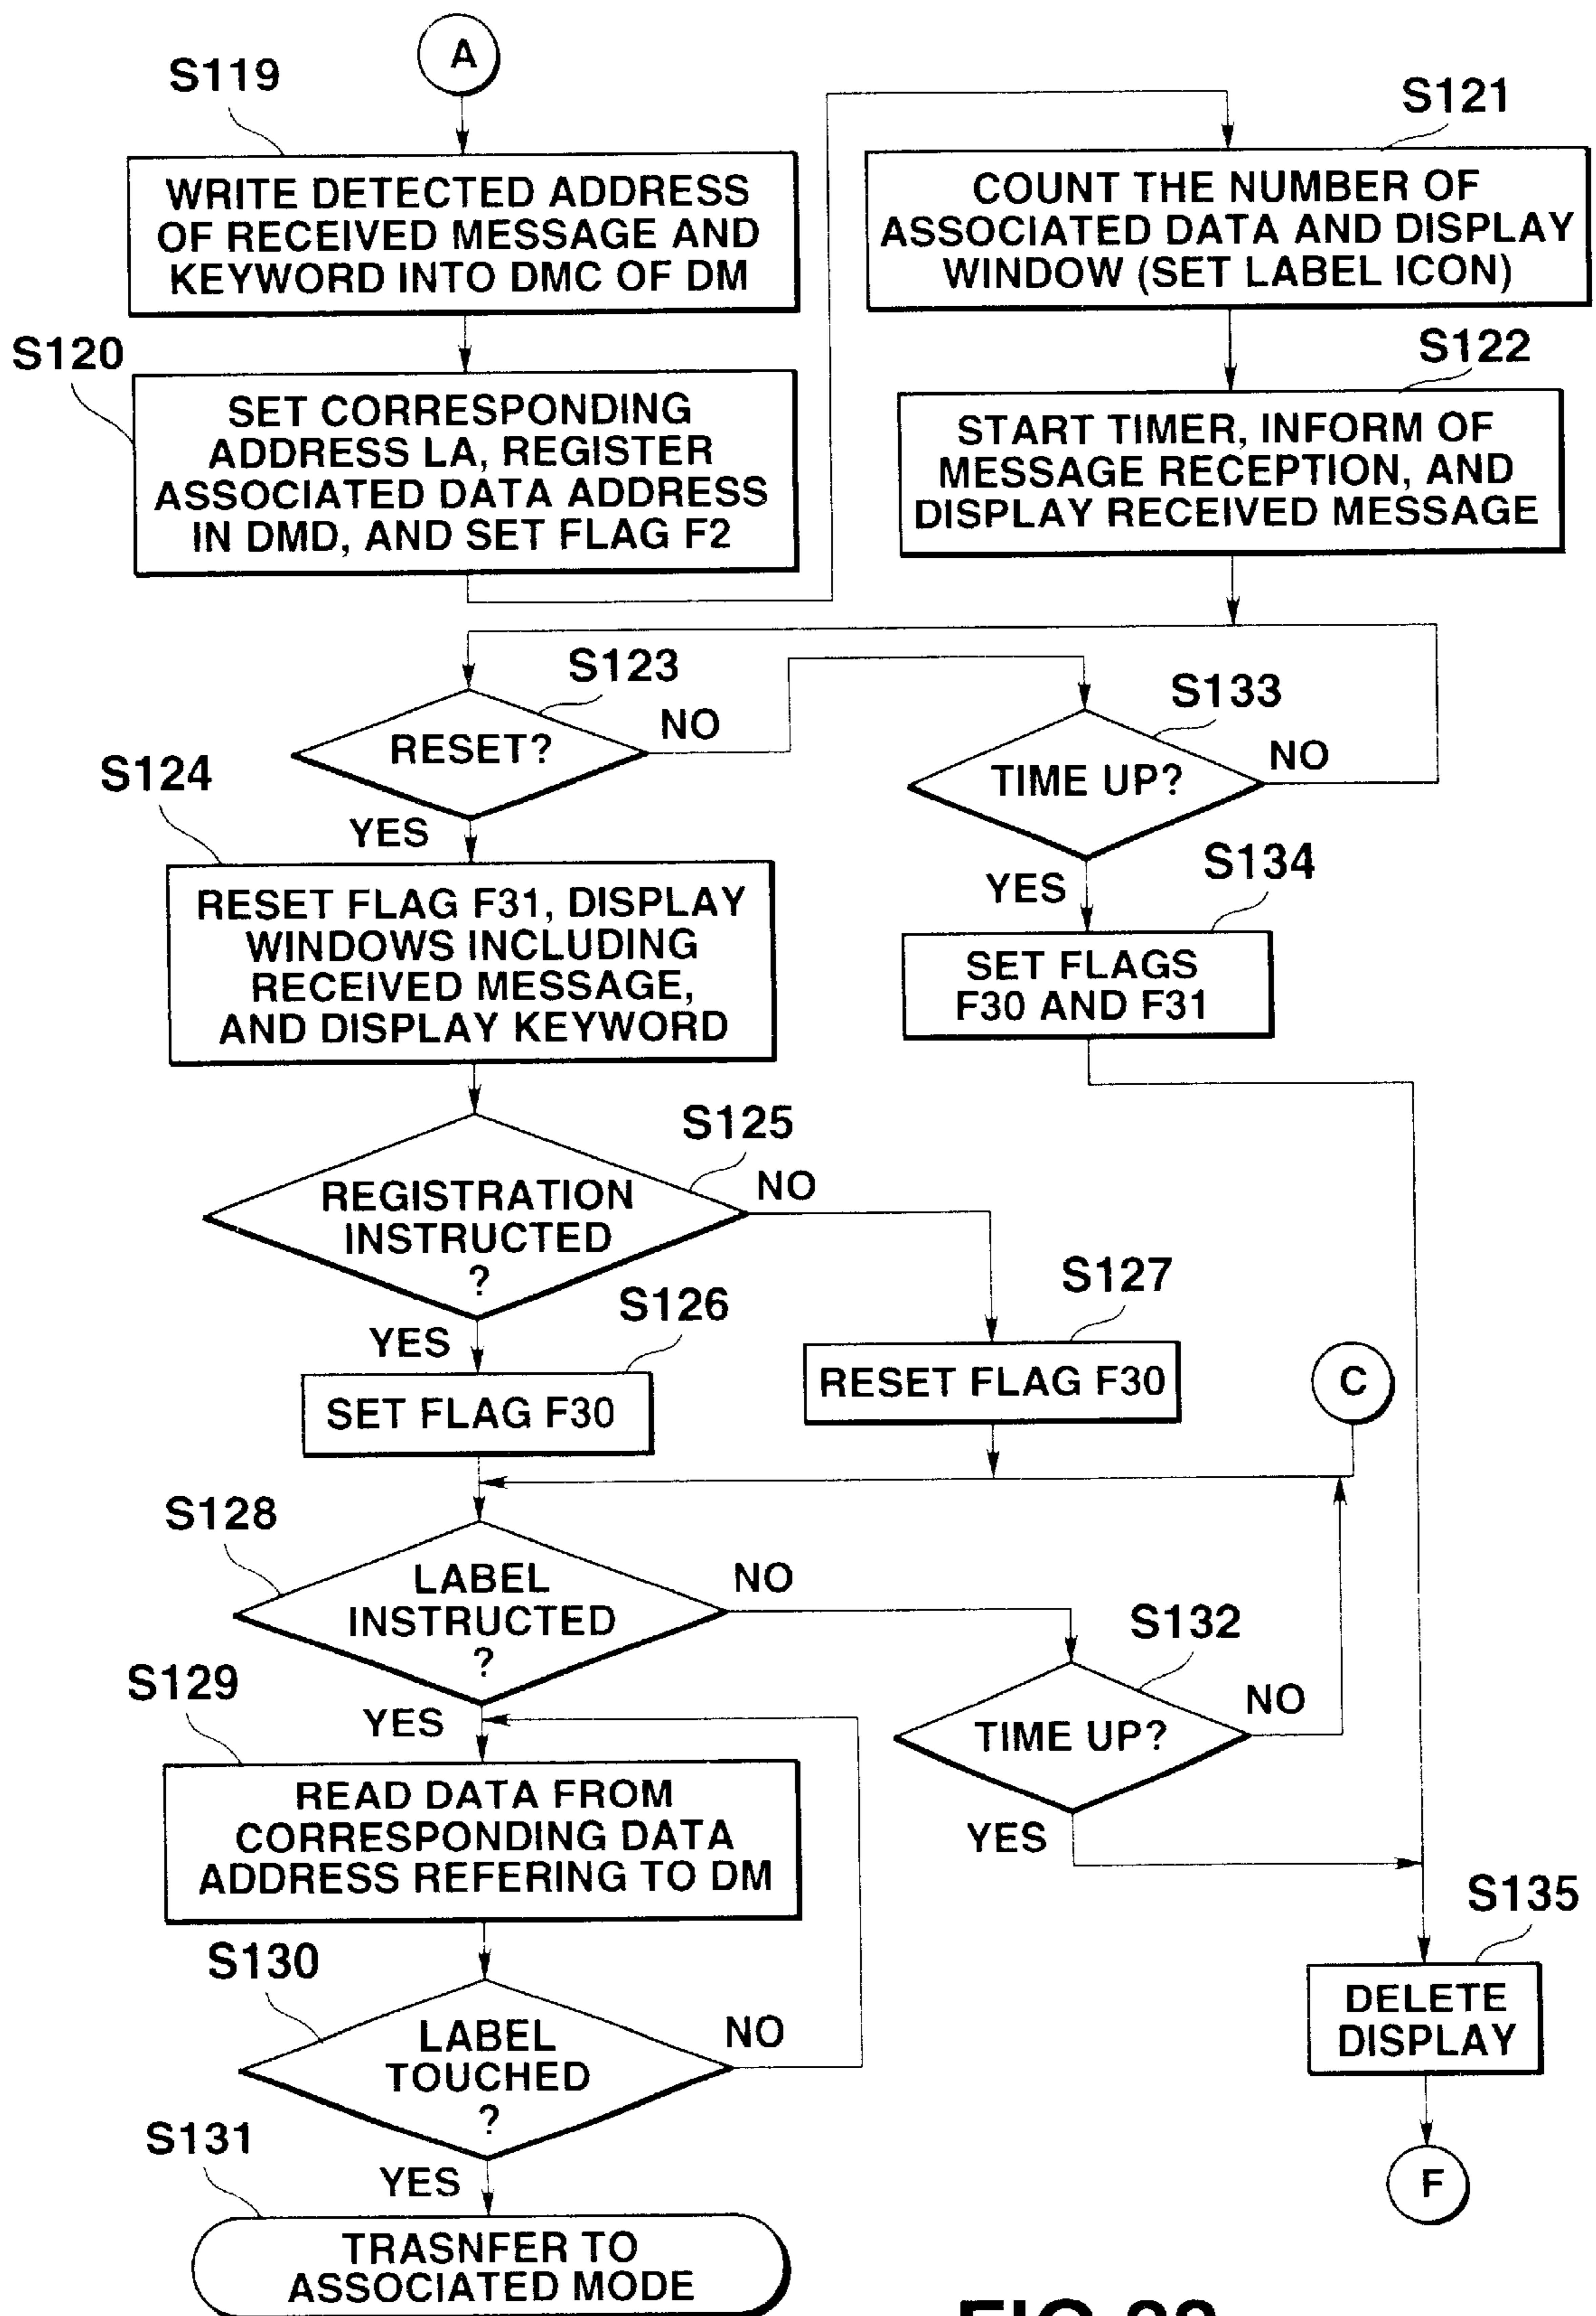 A
S119
WRITE DETECTED ADDRESS
OF RECEIVED MESSAGE AND
KEYWORD INTO DMC OF DM
S120
SET CORRESPONDING
ADDRESS LA, REGISTER
ASSOCIATED DATA ADDRESS
IN DMD, AND SET FLAG F2
S121
COUNT THE NUMBER OF
ASSOCIATED DATA AND DISPLAY
WINDOW (SET LABEL ICON)
S122
START TIMER, INFORM OF
MESSAGE RECEPTION, AND
DISPLAY RECEIVED MESSAGE
S123
RESET?
NO
YES
S133
TIME UP?
NO
YES
S134
SET FLAGS
F30 AND F31
S124
RESET FLAG F31, DISPLAY
WINDOWS INCLUDING
RECEIVED MESSAGE,
AND DISPLAY KEYWORD
S125
REGISTRATION
INSTRUCTED
?
NO
YES
S126
SET FLAG F30
S127
RESET FLAG F30
C
S128
LABEL
INSTRUCTED
?
NO
YES
S132
TIME UP?
NO
YES
S129
READ DATA FROM
CORRESPONDING DATA
ADDRESS REFERING TO DM
S130
LABEL
TOUCHED
?
NO
YES
S131
TRASNFER TO
ASSOCIATED MODE
S135
DELETE
DISPLAY
F